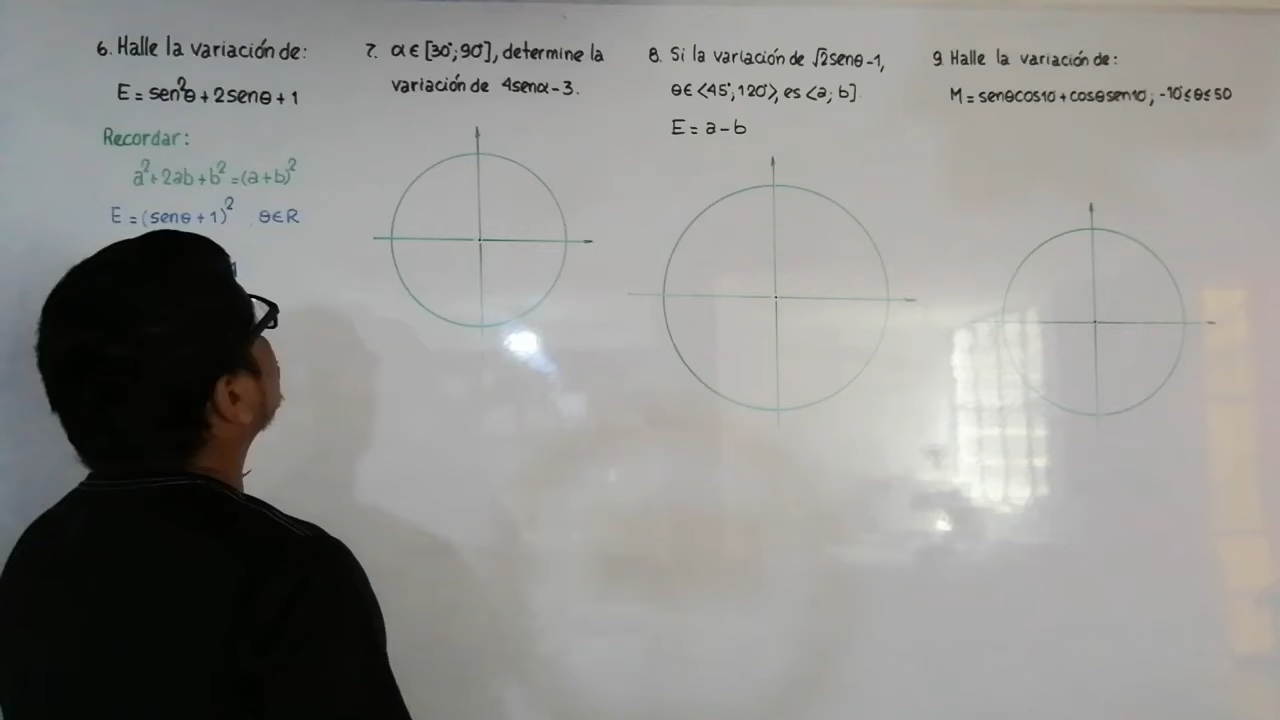 6. Halle la variación de:
E = sen²θ + 2senθ + 1
Recordar:
a² + 2ab + b² = (a+b)²
E = (senθ + 1)² θ∈R
7. α ∈ [30°; 90°], determine la
variación de 4senα - 3.
8. Si la variación de √2senθ - 1,
θ∈<45°, 120°>, es <a; b]
E = a - b
9. Halle la variación de:
M = senθcos10° + cosθsen10°; -10° ≤ θ ≤ 50